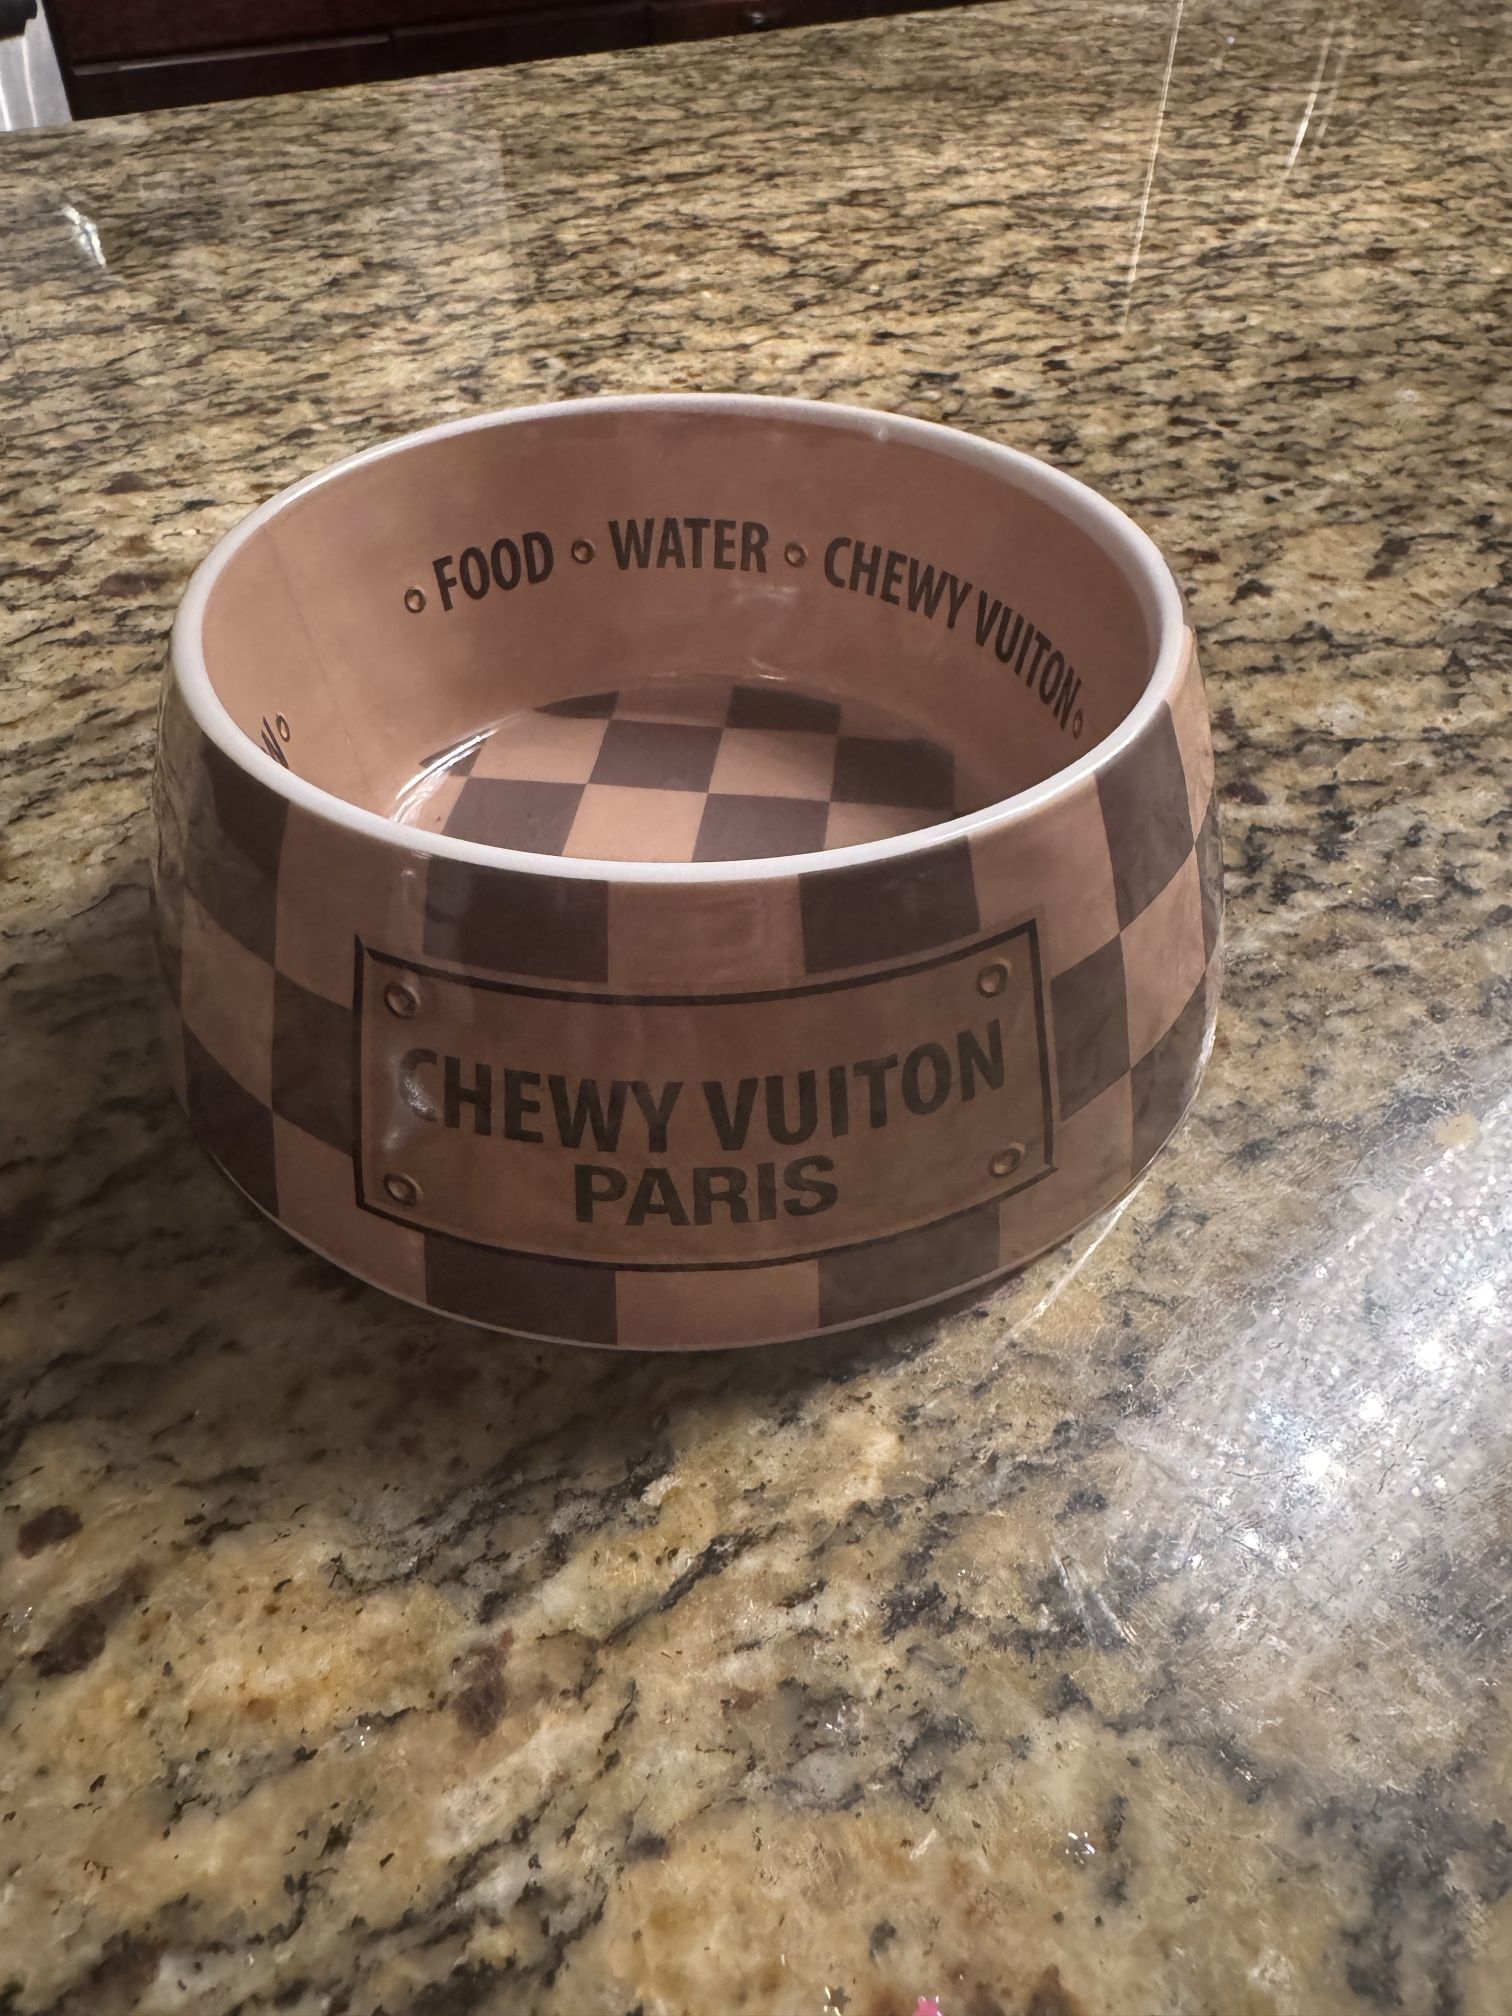 FOOD • WATER • CHEWY VUITON
CHEWY VUITON
PARIS